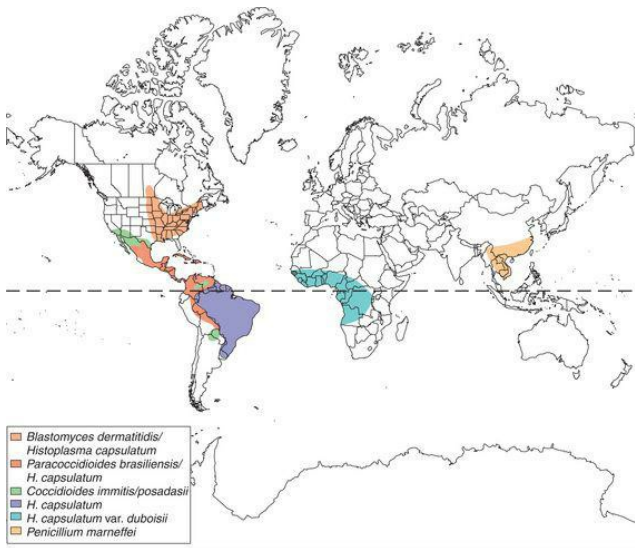 Blastomyces dermatitidis/
Histoplasma capsulatum
Paracoccidioides brasiliensis/
H. capsulatum
Coccidioides immitis/posadasii
H. capsulatum
H. capsulatum var. duboisii
Penicillium marneffei